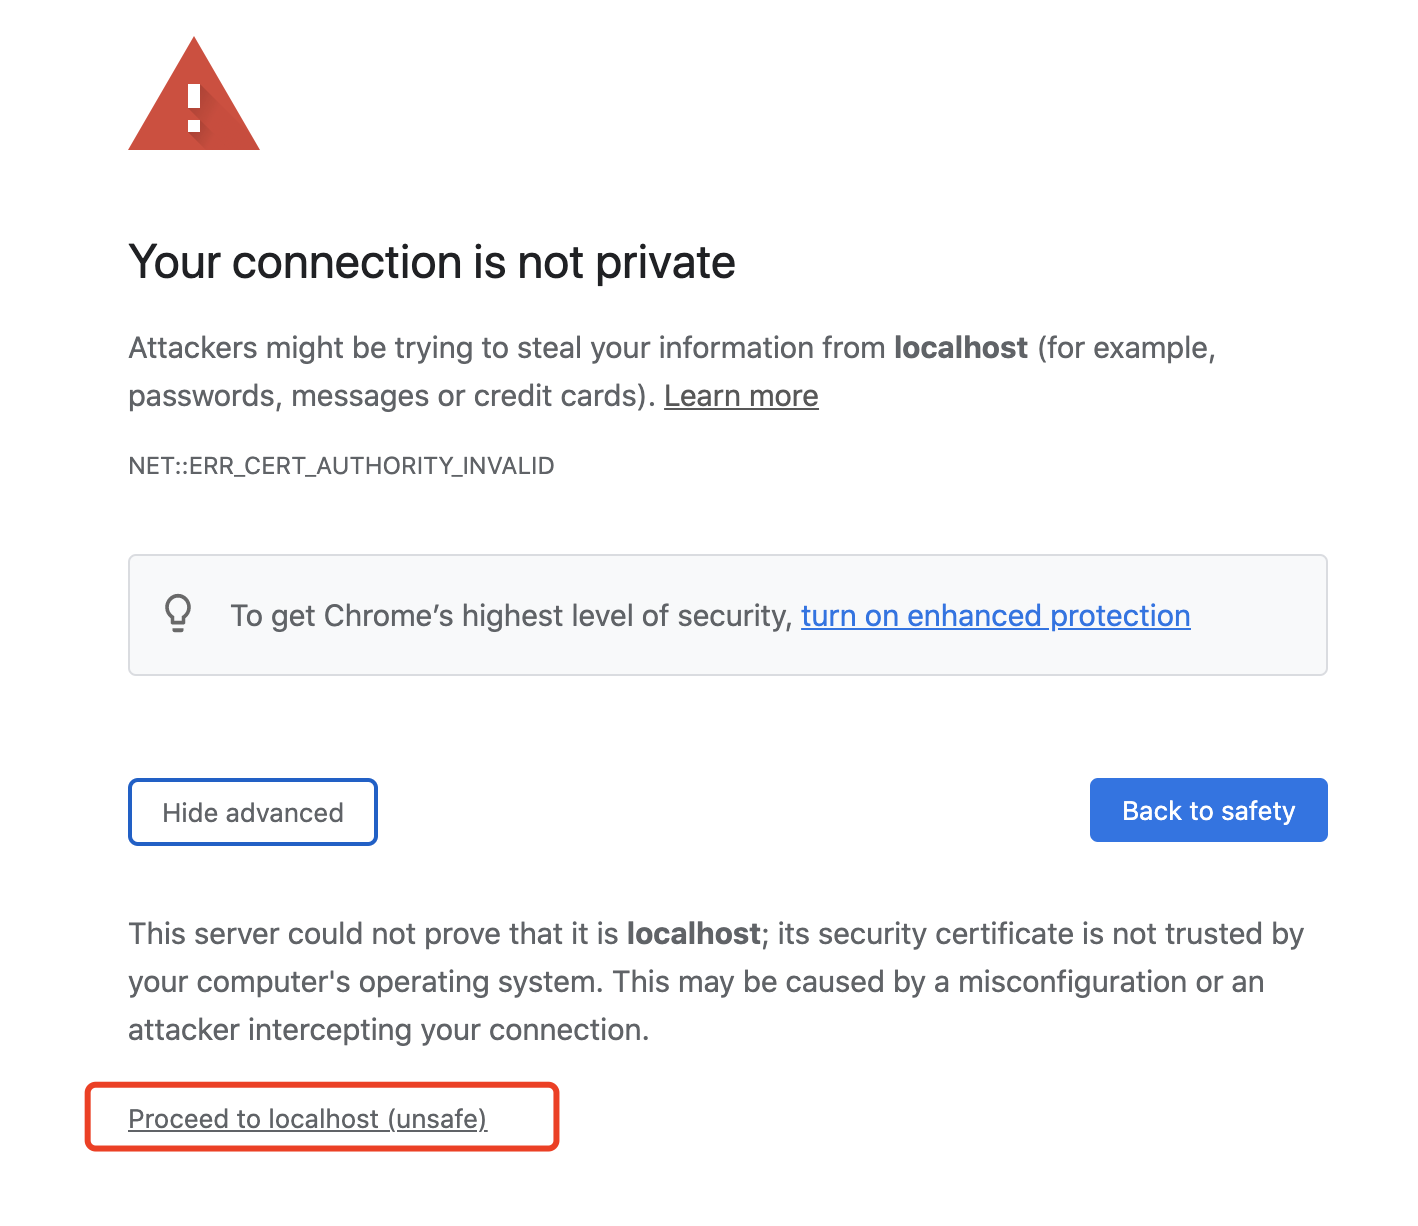 Your connection is not private
Attackers might be trying to steal your information from localhost (for example,
passwords, messages or credit cards). Learn more
NET::ERR_CERT_AUTHORITY_INVALID
To get Chrome’s highest level of security, turn on enhanced protection
Hide advanced
Back to safety
This server could not prove that it is localhost; its security certificate is not trusted by
your computer's operating system. This may be caused by a misconfiguration or an
attacker intercepting your connection.
Proceed to localhost (unsafe)